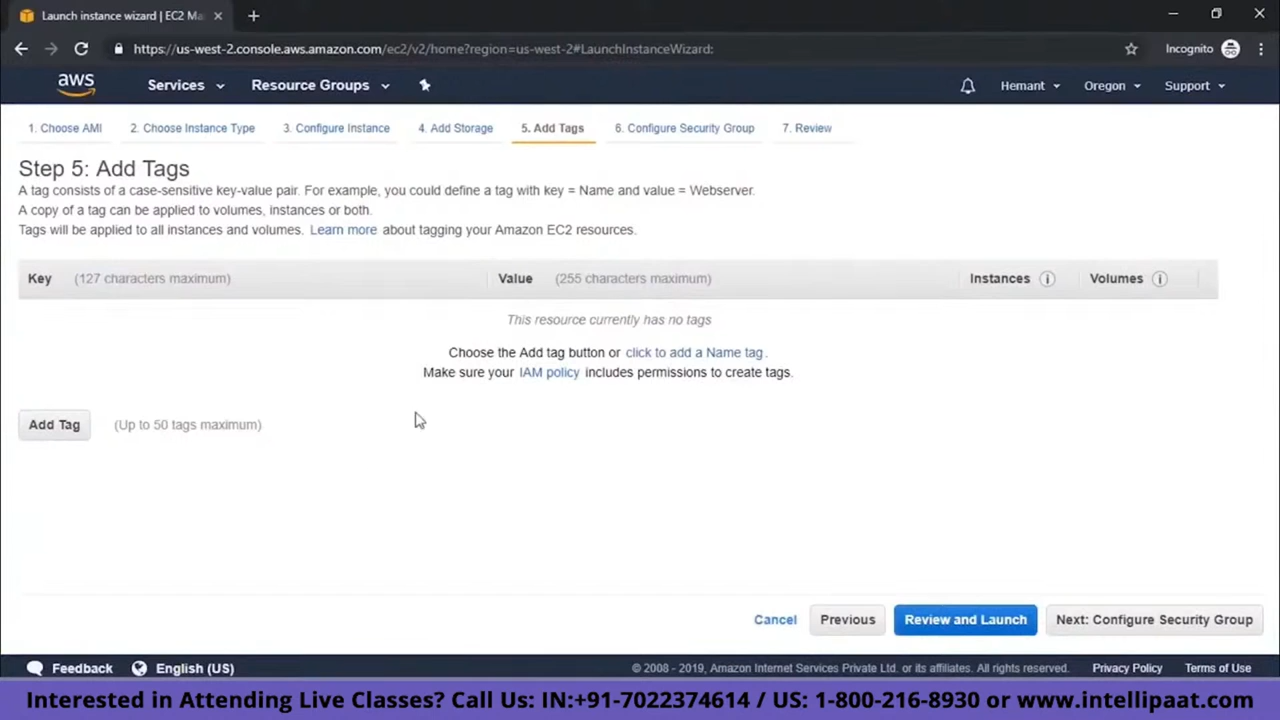 Launch instance wizard | EC2 Ma
https://us-west-2.console.aws.amazon.com/ec2/v2/home?region=us-west-2#LaunchInstanceWizard:
Incognito
aws
Services
Resource Groups
Hemant
Oregon
Support
1. Choose AMI
2. Choose Instance Type
3. Configure Instance
4. Add Storage
5. Add Tags
6. Configure Security Group
7. Review
Step 5: Add Tags
A tag consists of a case-sensitive key-value pair. For example, you could define a tag with key = Name and value = Webserver.
A copy of a tag can be applied to volumes, instances or both.
Tags will be applied to all instances and volumes. Learn more about tagging your Amazon EC2 resources.
Key (127 characters maximum)
Value (255 characters maximum)
Instances
Volumes
This resource currently has no tags
Choose the Add tag button or click to add a Name tag.
Make sure your IAM policy includes permissions to create tags.
Add Tag (Up to 50 tags maximum)
Cancel
Previous
Review and Launch
Next: Configure Security Group
Feedback
English (US)
© 2008 - 2019, Amazon Internet Services Private Ltd. or its affiliates. All rights reserved.
Privacy Policy
Terms of Use
Interested in Attending Live Classes? Call Us: IN:+91-7022374614 / US: 1-800-216-8930 or www.intellipaat.com